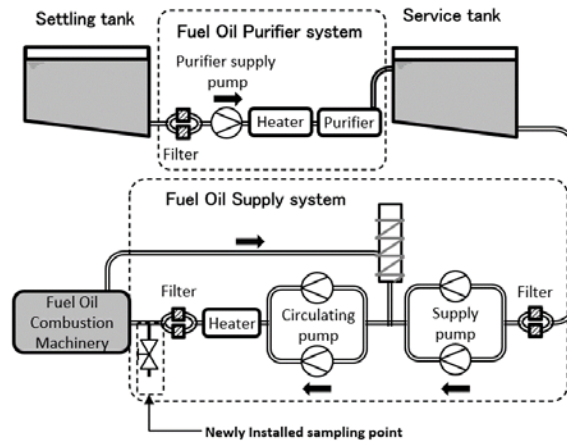 Settling tank
Fuel Oil Purifier system
Service tank
Purifier supply
pump
Heater
Purifier
Filter
Fuel Oil Supply system
Fuel Oil
Combustion
Machinery
Filter
Heater
Circulating
pump
Supply
pump
Filter
Newly Installed sampling point